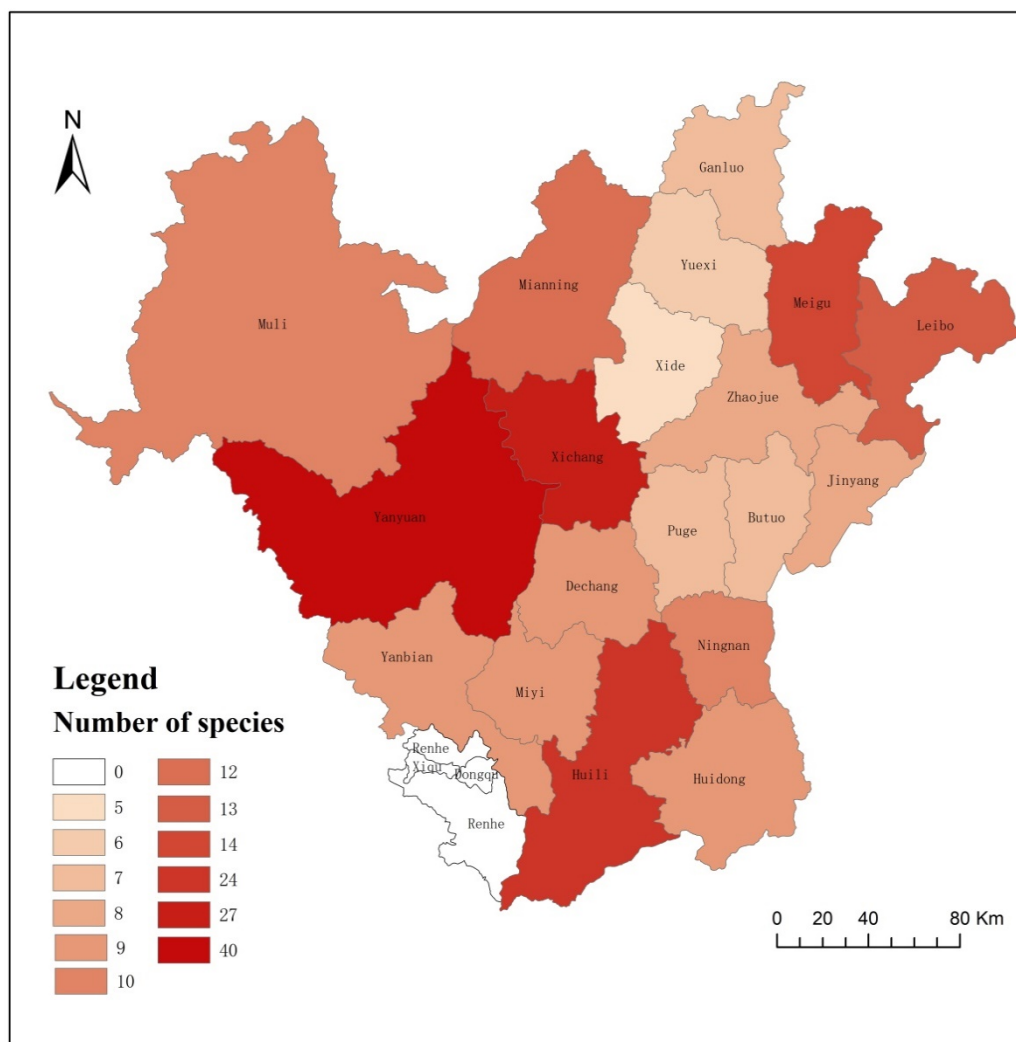 N
Ganluo
Yuexi
Mianning
Meigu
Leibo
Muli
Xide
Zhaojue
Xichang
Jinyang
Yanyuan
Puge
Butuo
Dechang
Ningnan
Yanbian
Miyi
Renhe
Xiqu
Dongqu
Huili
Huidong
Renhe
Legend
Number of species
0
5
6
7
8
9
10
12
13
14
24
27
40
0 20 40 80 Km